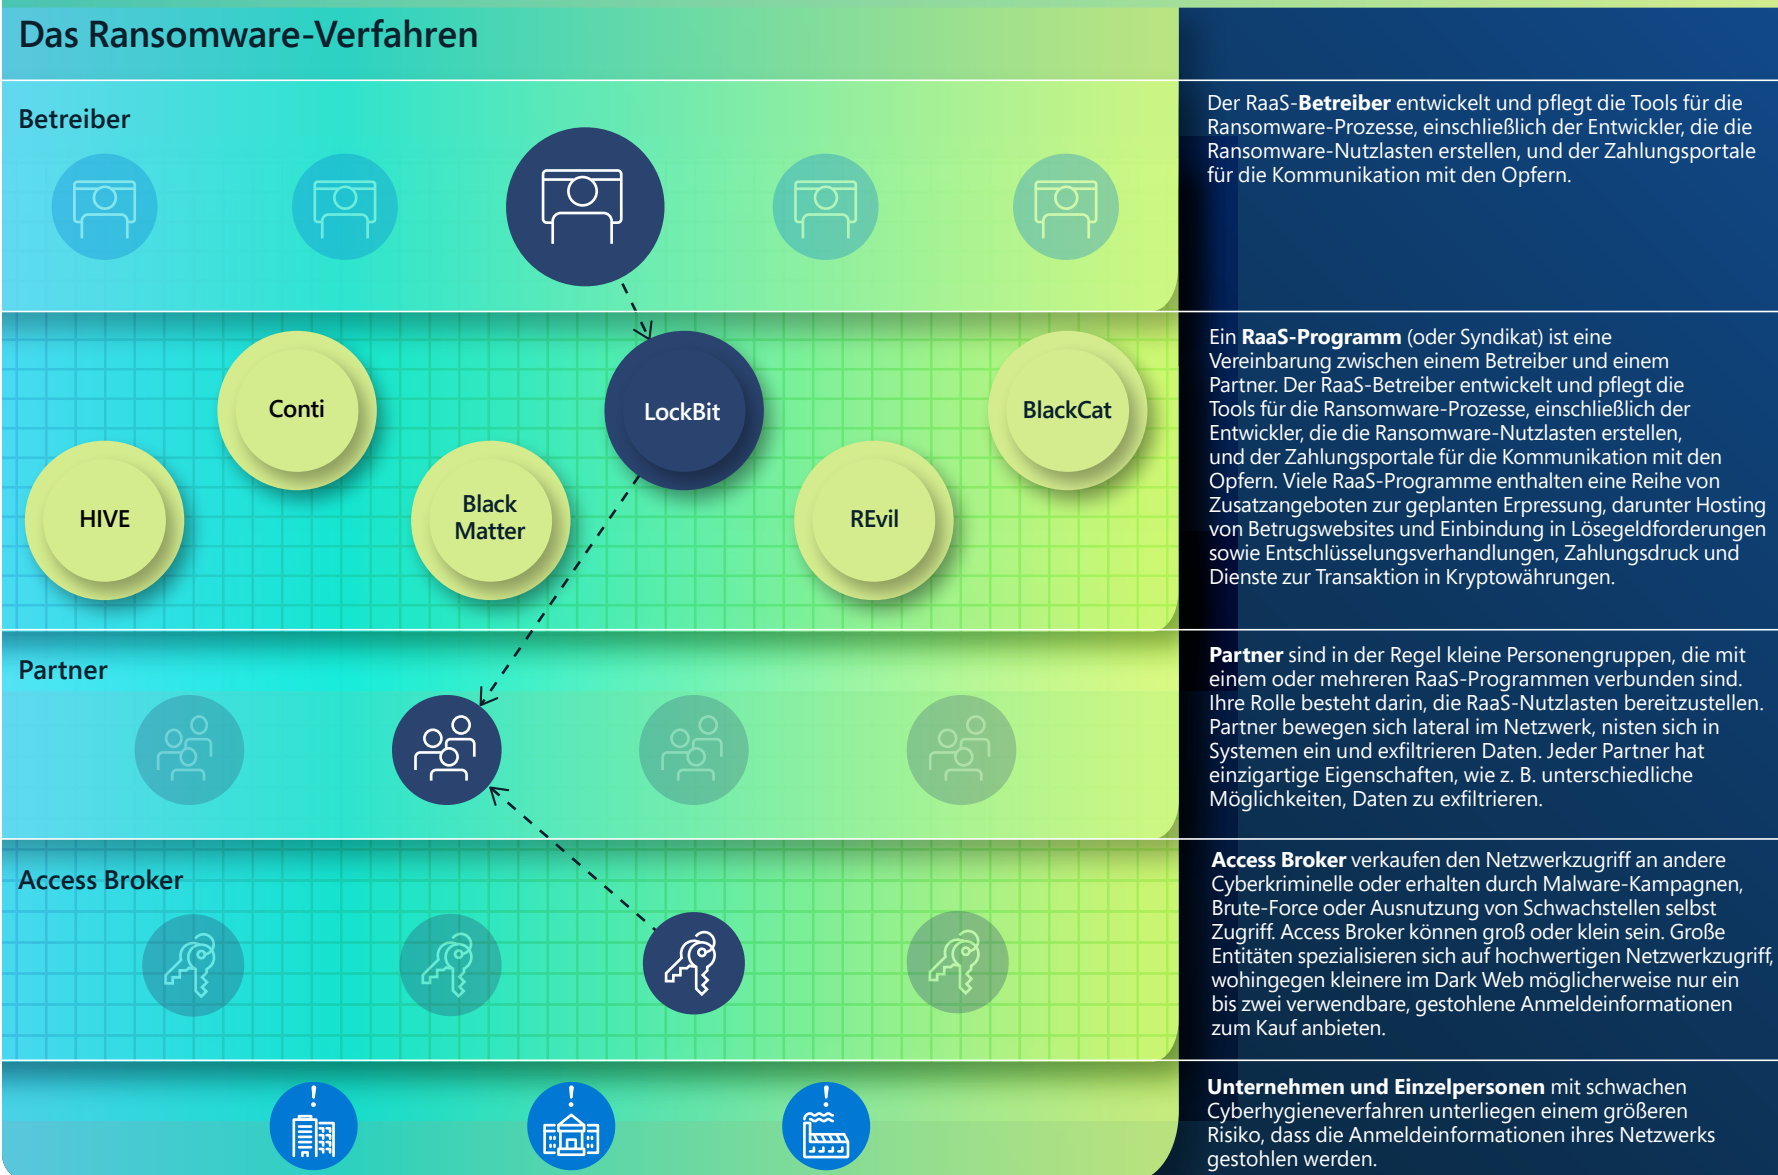 Das Ransomware-Verfahren
Betreiber
Der RaaS-Betreiber entwickelt und pflegt die Tools für die
Ransomware-Prozesse, einschließlich der Entwickler, die die
Ransomware-Nutzlasten erstellen, und der Zahlungsportale
für die Kommunikation mit den Opfern.
HIVE
Conti
Black
Matter
LockBit
REvil
BlackCat
Ein RaaS-Programm (oder Syndikat) ist eine
Vereinbarung zwischen einem Betreiber und einem
Partner. Der RaaS-Betreiber entwickelt und pflegt die
Tools für die Ransomware-Prozesse, einschließlich der
Entwickler, die die Ransomware-Nutzlasten erstellen,
und der Zahlungsportale für die Kommunikation mit den
Opfern. Viele RaaS-Programme enthalten eine Reihe von
Zusatzangeboten zur geplanten Erpressung, darunter Hosting
von Betrugswebsites und Einbindung in Lösegeldforderungen
sowie Entschlüsselungsverhandlungen, Zahlungsdruck und
Dienste zur Transaktion in Kryptowährungen.
Partner
Partner sind in der Regel kleine Personengruppen, die mit
einem oder mehreren RaaS-Programmen verbunden sind.
Ihre Rolle besteht darin, die RaaS-Nutzlasten bereitzustellen.
Partner bewegen sich lateral im Netzwerk, nisten sich in
Systemen ein und exfiltrieren Daten. Jeder Partner hat
einzigartige Eigenschaften, wie z. B. unterschiedliche
Möglichkeiten, Daten zu exfiltrieren.
Access Broker
Access Broker verkaufen den Netzwerkzugriff an andere
Cyberkriminelle oder erhalten durch Malware-Kampagnen,
Brute-Force oder Ausnutzung von Schwachstellen selbst
Zugriff. Access Broker können groß oder klein sein. Große
Entitäten spezialisieren sich auf hochwertigen Netzwerkzugriff,
wohingegen kleinere im Dark Web möglicherweise nur ein
bis zwei verwendbare, gestohlene Anmeldeinformationen
zum Kauf anbieten.
Unternehmen und Einzelpersonen mit schwachen
Cyberhygieneverfahren unterliegen einem größeren
Risiko, dass die Anmeldeinformationen ihres Netzwerks
gestohlen werden.